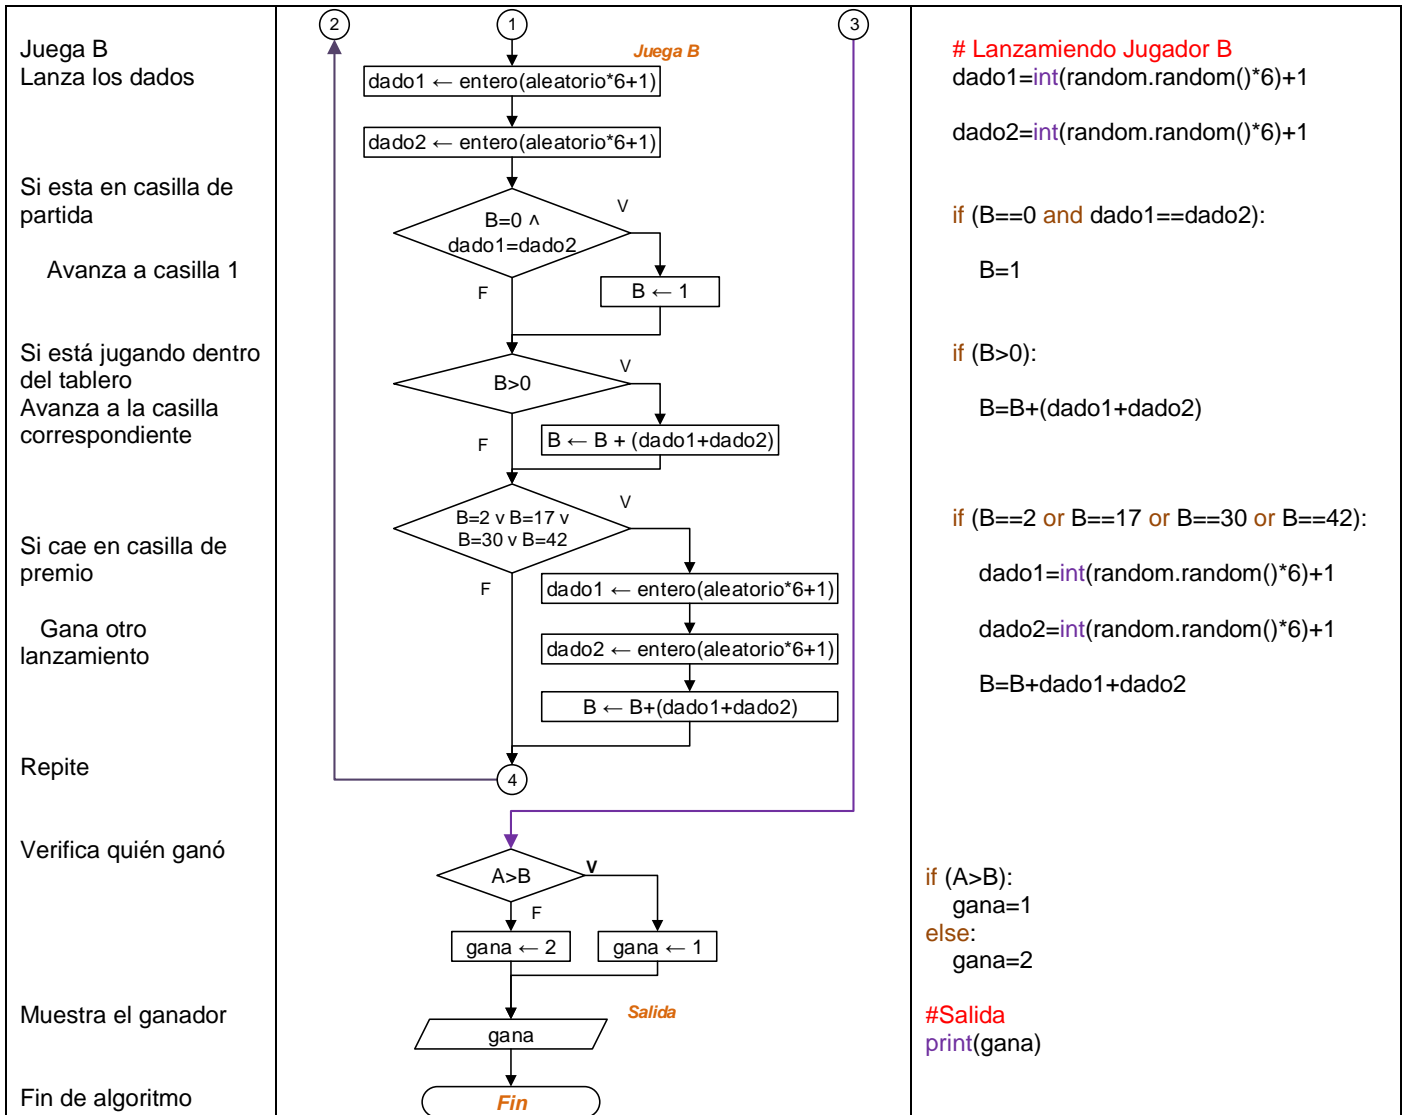 Juega B
Lanza los dados
Si esta en casilla de
partida
Avanza a casilla 1
Si está jugando dentro
del tablero
Avanza a la casilla
correspondiente
Si cae en casilla de
premio
Gana otro
lanzamiento
Repite
Verifica quién ganó
Muestra el ganador
Fin de algoritmo
2
1
3
Juega B
dado1 ← entero(aleatorio*6+1)
dado2 ← entero(aleatorio*6+1)
B=0 ∧
dado1=dado2
V
F
B ← 1
B>0
V
F
B ← B + (dado1+dado2)
B=2 v B=17 v
B=30 v B=42
V
F
dado1 ← entero(aleatorio*6+1)
dado2 ← entero(aleatorio*6+1)
B ← B+(dado1+dado2)
4
A>B
V
F
gana ← 2
gana ← 1
Salida
gana
Fin
# Lanzamiendo Jugador B
dado1=int(random.random()*6)+1
dado2=int(random.random()*6)+1
if (B==0 and dado1==dado2):
B=1
if (B>0):
B=B+(dado1+dado2)
if (B==2 or B==17 or B==30 or B==42):
dado1=int(random.random()*6)+1
dado2=int(random.random()*6)+1
B=B+dado1+dado2
if (A>B):
gana=1
else:
gana=2
#Salida
print(gana)